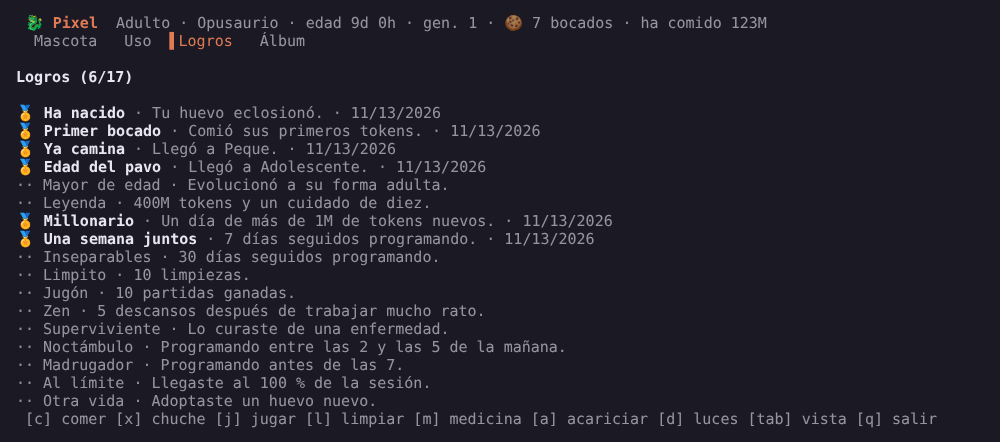 🐉 Pixel Adulto · Opusaurio · edad 9d 0h · gen. 1 · 🍪 7 bocados · ha comido 123M
Mascota Uso Logros Álbum
Logros (6/17)
🏅 Ha nacido · Tu huevo eclosionó. · 11/13/2026
🏅 Primer bocado · Comió sus primeros tokens. · 11/13/2026
🏅 Ya camina · Llegó a Peque. · 11/13/2026
🏅 Edad del pavo · Llegó a Adolescente. · 11/13/2026
·· Mayor de edad · Evolucionó a su forma adulta.
·· Leyenda · 400M tokens y un cuidado de diez.
🏅 Millonario · Un día de más de 1M de tokens nuevos. · 11/13/2026
🏅 Una semana juntos · 7 días seguidos programando. · 11/13/2026
·· Inseparables · 30 días seguidos programando.
·· Limpito · 10 limpiezas.
·· Jugón · 10 partidas ganadas.
·· Zen · 5 descansos después de trabajar mucho rato.
·· Superviviente · Lo curaste de una enfermedad.
·· Noctámbulo · Programando entre las 2 y las 5 de la mañana.
·· Madrugador · Programando antes de las 7.
·· Al límite · Llegaste al 100 % de la sesión.
·· Otra vida · Adoptaste un huevo nuevo.
[c] comer [x] chuche [j] jugar [l] limpiar [m] medicina [a] acariciar [d] luces [tab] vista [q] salir